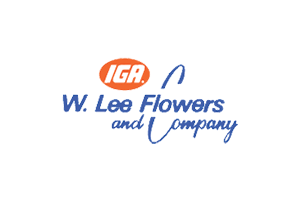 IGA.
W. Lee Flowers
and Company